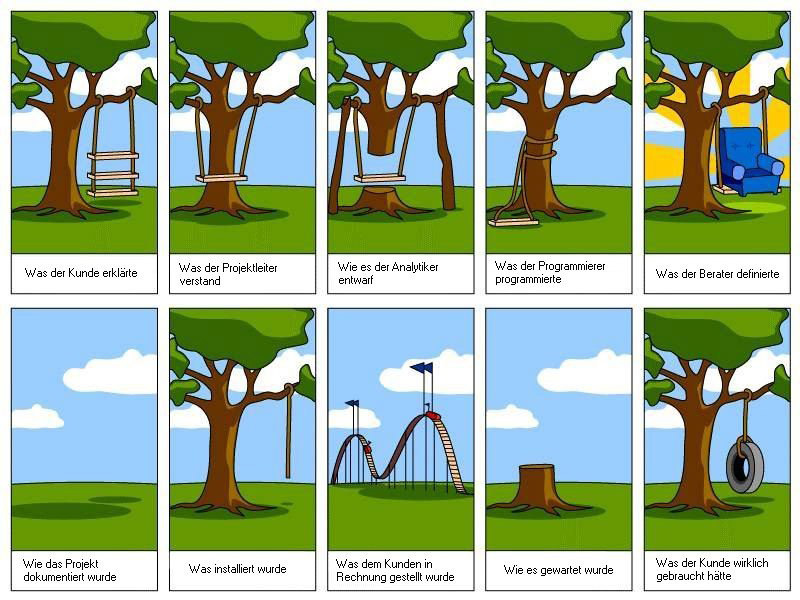 Was der Kunde erklärte
Was der Projektleiter
verstand
Wie es der Analytiker
entwarf
Was der Programmierer
programmierte
Was der Berater definierte
Wie das Projekt
dokumentiert wurde
Was installiert wurde
Was dem Kunden in
Rechnung gestellt wurde
Wie es gewartet wurde
Was der Kunde wirklich
gebraucht hätte